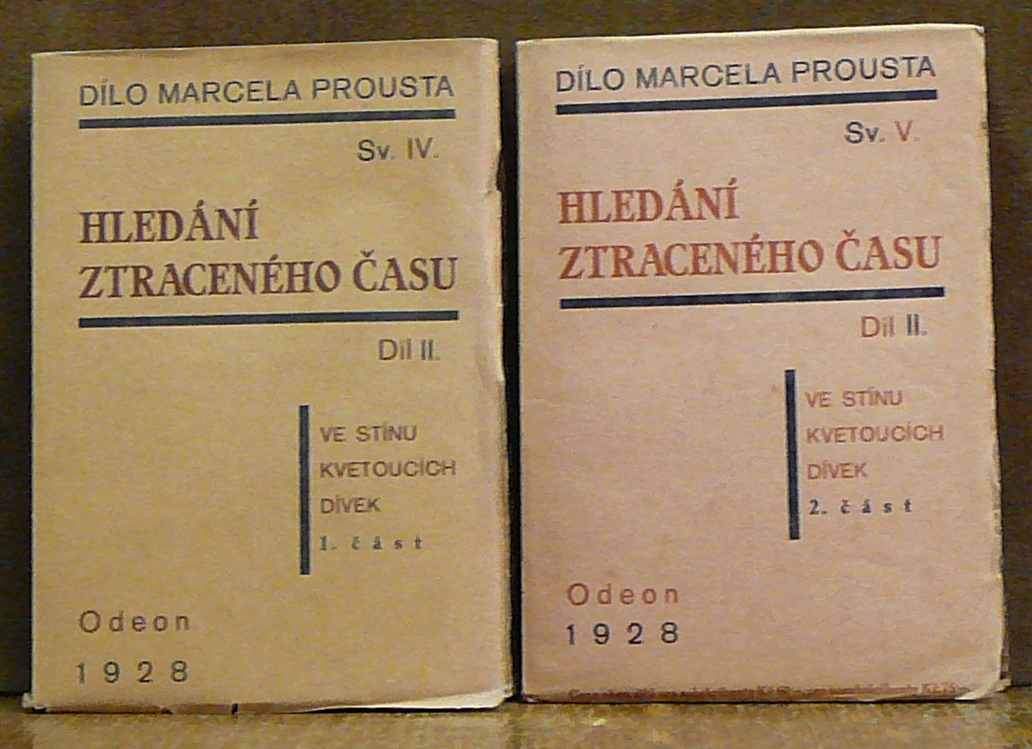 DÍLO MARCELA PROUSTA
Sv. IV.
HLEDÁNÍ
ZTRACENÉHO ČASU
Díl II.
VE STÍNU
KVETOUCÍCH
DÍVEK
1. část
Odeon
1928
DÍLO MARCELA PROUSTA
Sv. V.
HLEDÁNÍ
ZTRACENÉHO ČASU
Díl II.
VE STÍNU
KVETOUCÍCH
DÍVEK
2. část
Odeon
1928